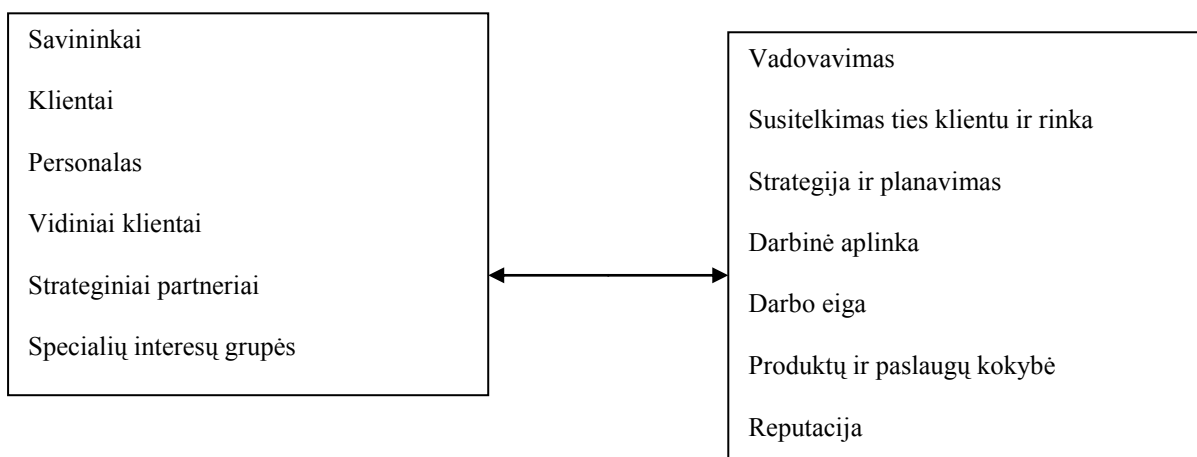 Savininkai
Klientai
Personalas
Vidiniai klientai
Strateginiai partneriai
Specialių interesų grupės
Vadovavimas
Susitelkimas ties klientu ir rinka
Strategija ir planavimas
Darbinė aplinka
Darbo eiga
Produktų ir paslaugų kokybė
Reputacija